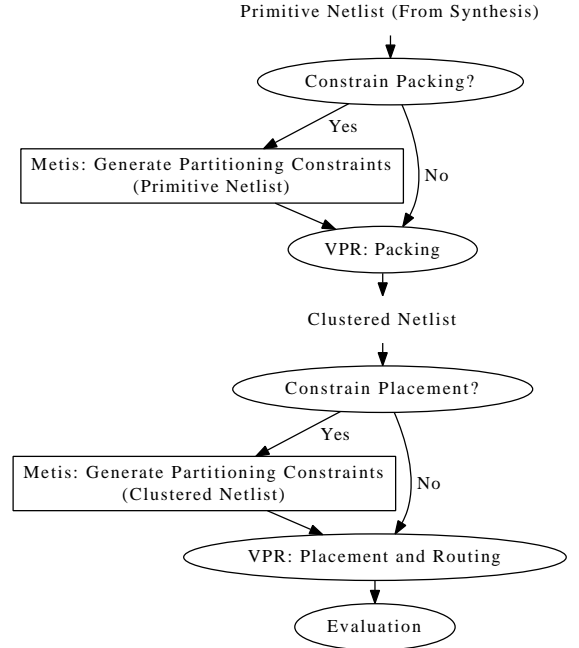 Primitive Netlist (From Synthesis)
Constrain Packing?
Yes
Metis: Generate Partitioning Constraints
(Primitive Netlist)
No
VPR: Packing
Clustered Netlist
Constrain Placement?
Yes
Metis: Generate Partitioning Constraints
(Clustered Netlist)
No
VPR: Placement and Routing
Evaluation